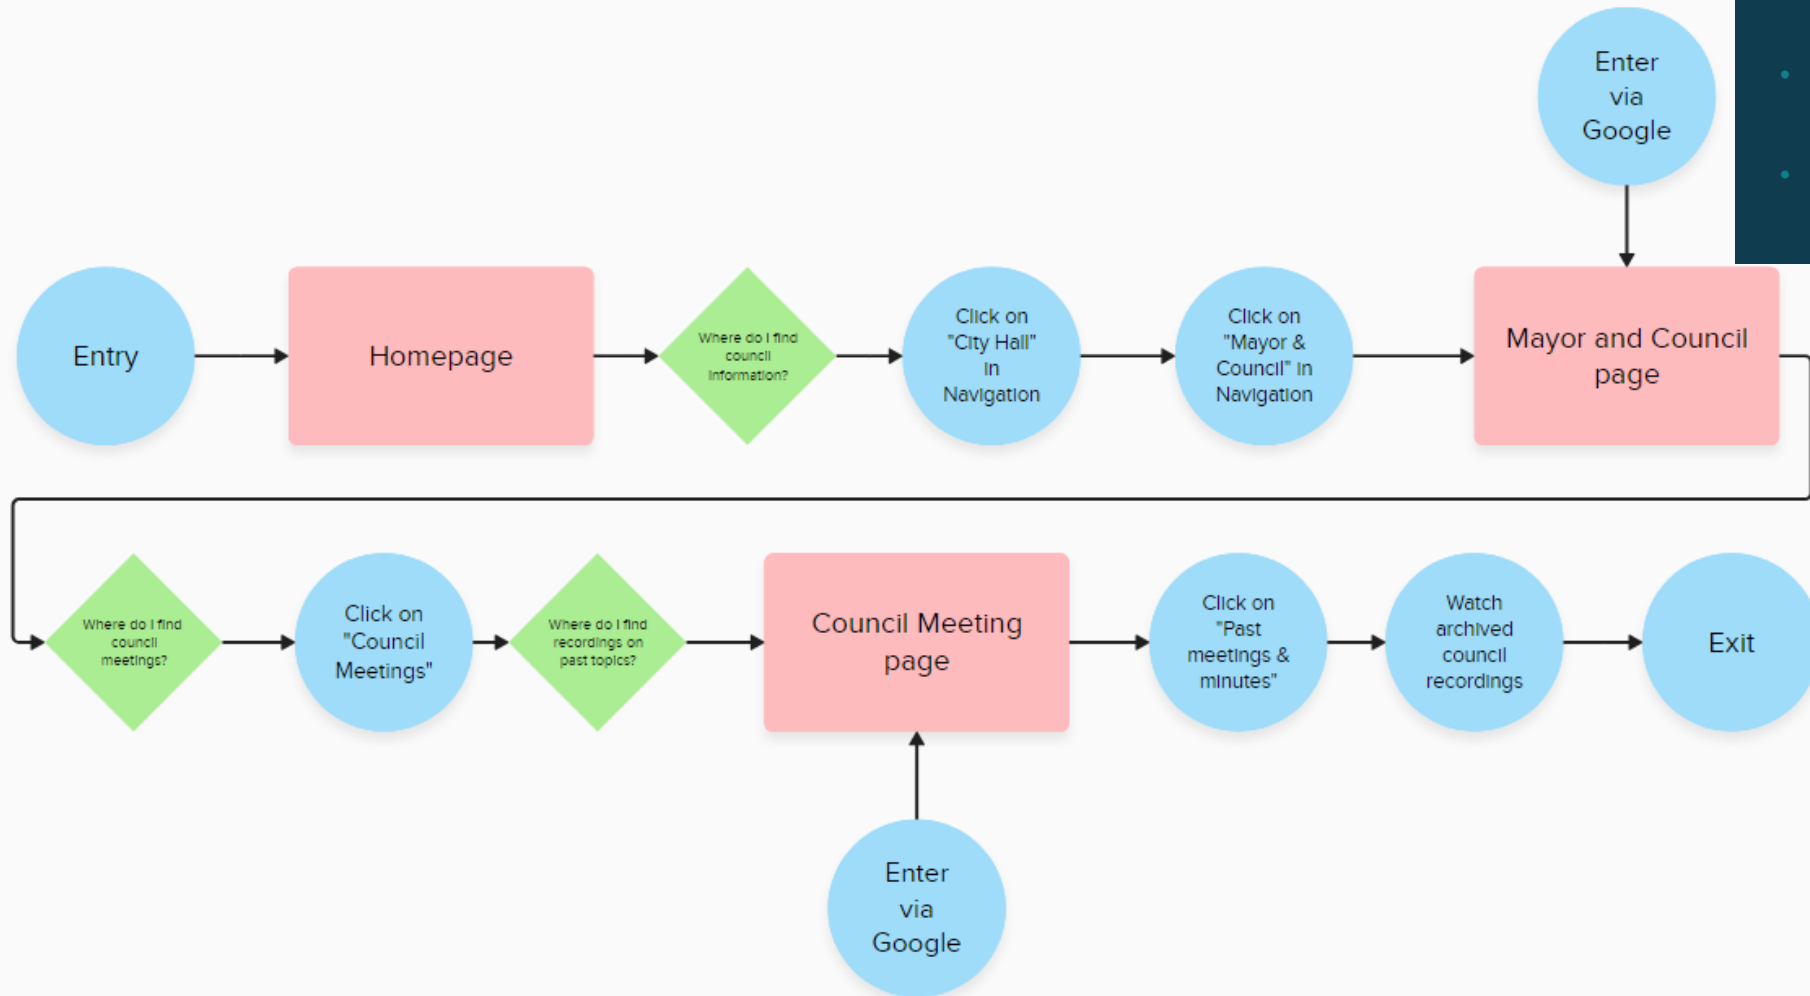 Enter
via
Google
Entry
Homepage
Where do I find
council
information?
Click on
"City Hall"
in
Navigation
Click on
"Mayor &
Council" in
Navigation
Mayor and Council
page
Where do I find
council
meetings?
Click on
"Council
Meetings"
Where do I find
recordings on
past topics?
Council Meeting
page
Click on
"Past
meetings &
minutes"
Watch
archived
council
recordings
Exit
Enter
via
Google